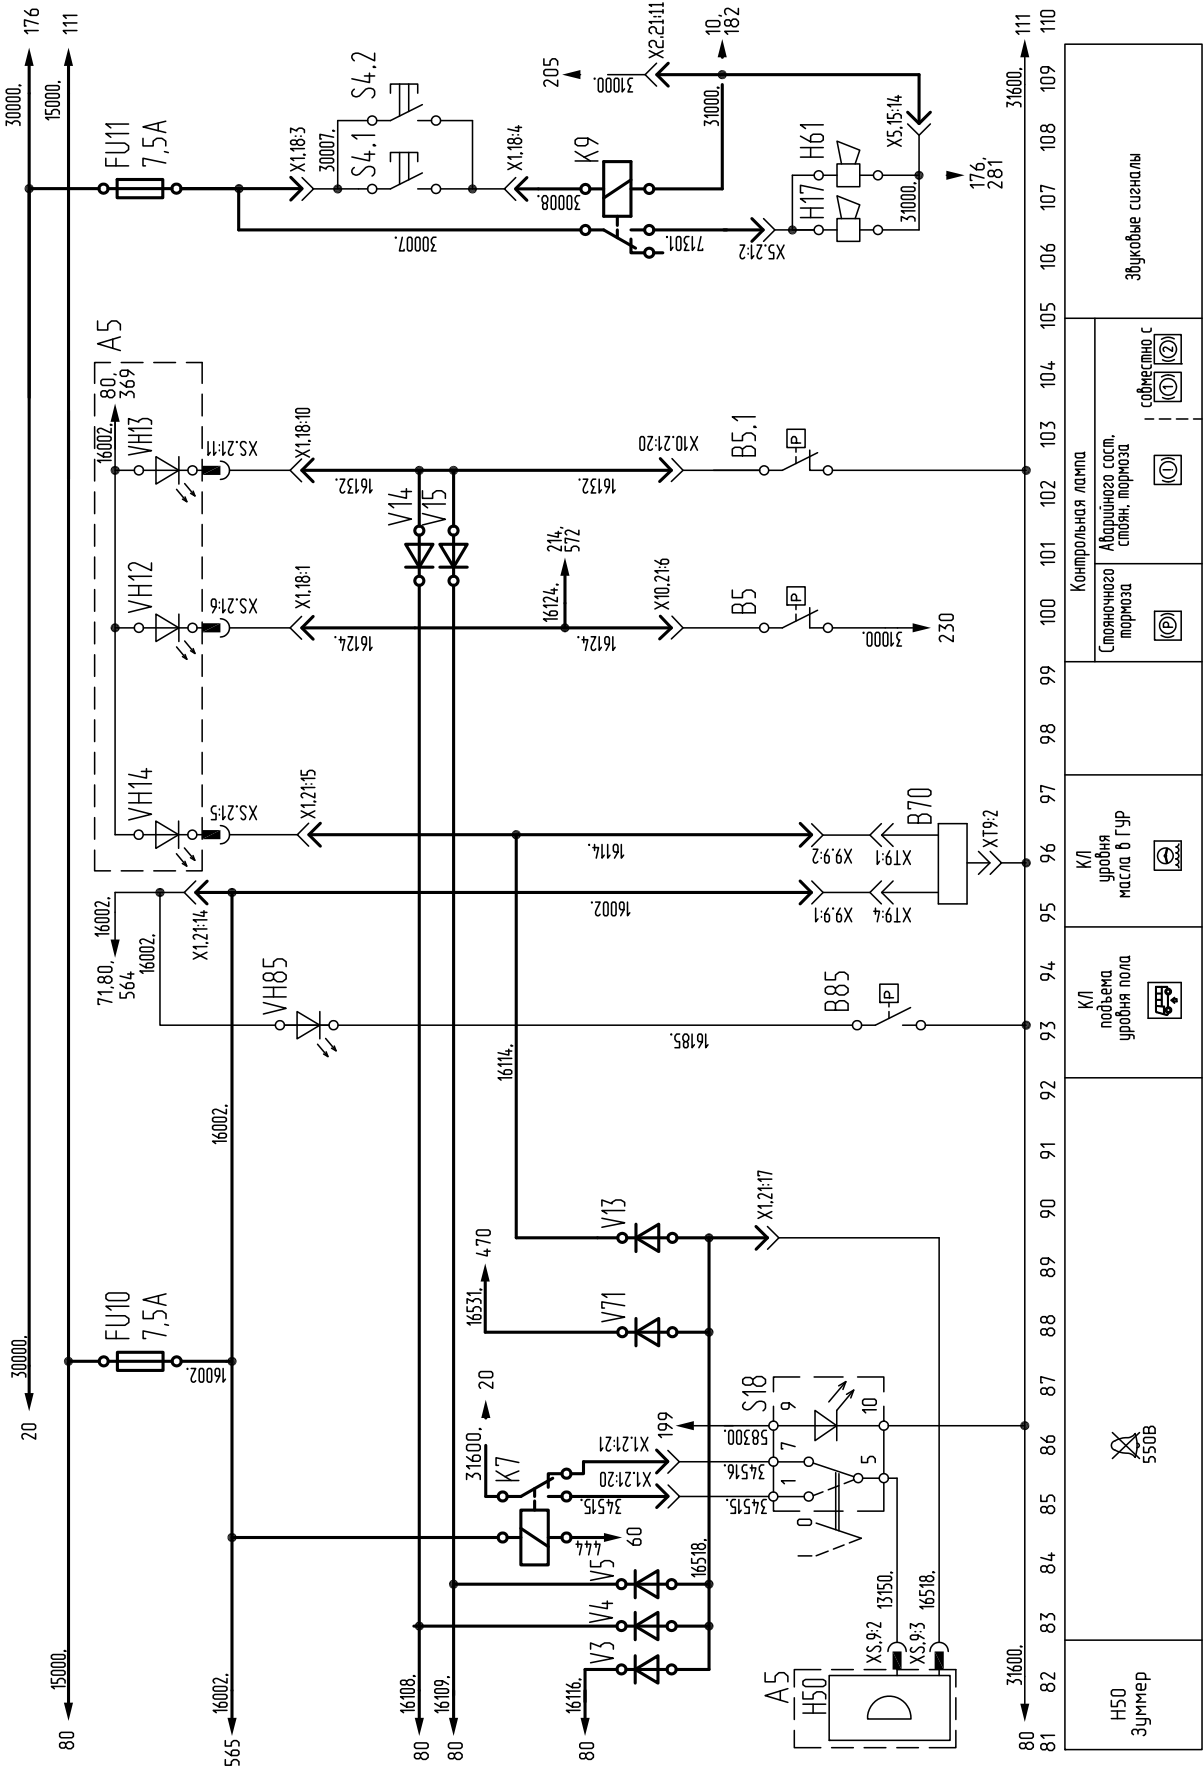 20
30000.
30000.
176
80
15000.
15000.
111
FU10
7,5A
16002.
565
16002.
16002.
71,80,
564
16002.
16002.
X1.21:14
16002.
X9.9:1
XT9:4
A5
16002.
80,
369
VH14
XS.21:5
X1.21:15
16114.
16114.
X9.9:2
XT9:1
B70
XT9:2
VH12
XS.21:6
X1.18:1
16124.
16124.
214,
572
16124.
X10.21:6
B5
P
31000.
230
VH13
XS.21:11
X1.18:10
16132.
V14
V15
16132.
X10.21:20
B5.1
P
FU11
7,5A
X1.18:3
30007.
S4.1
S4.2
X1.18:4
30008.
30007.
K9
71301.
X5.21:2
H17
H61
31000.
31000.
205
31000.
X2.21:11
10,
182
X5.15:14
176,
281
VH85
16185.
B85
P
80
16108.
80
16109.
80
16116.
V3
V4
V5
16518.
K7
31600.
20
444
60
34515.
X1.21:20
X1.21:21
34515.
34516.
58300.
199
S18
0
1
7
9
5
10
16531.
470
V71
V13
X1.21:17
A5
H50
XS.9:2
13150.
XS.9:3
16518.
80
31600.
31600.
111
81 82 83 84 85 86 87 88 89 90 91 92 93 94 95 96 97 98 99 100 101 102 103 104 105 106 107 108 109 110
H50
Зуммер
550В
КЛ
подъема
уровня пола
КЛ
уровня
масла в ГУР
Контрольная лампа
Стояночного
тормоза
P
Аварийного сост.
стоян. тормоза
совместно с
1
2
Звуковые сигналы